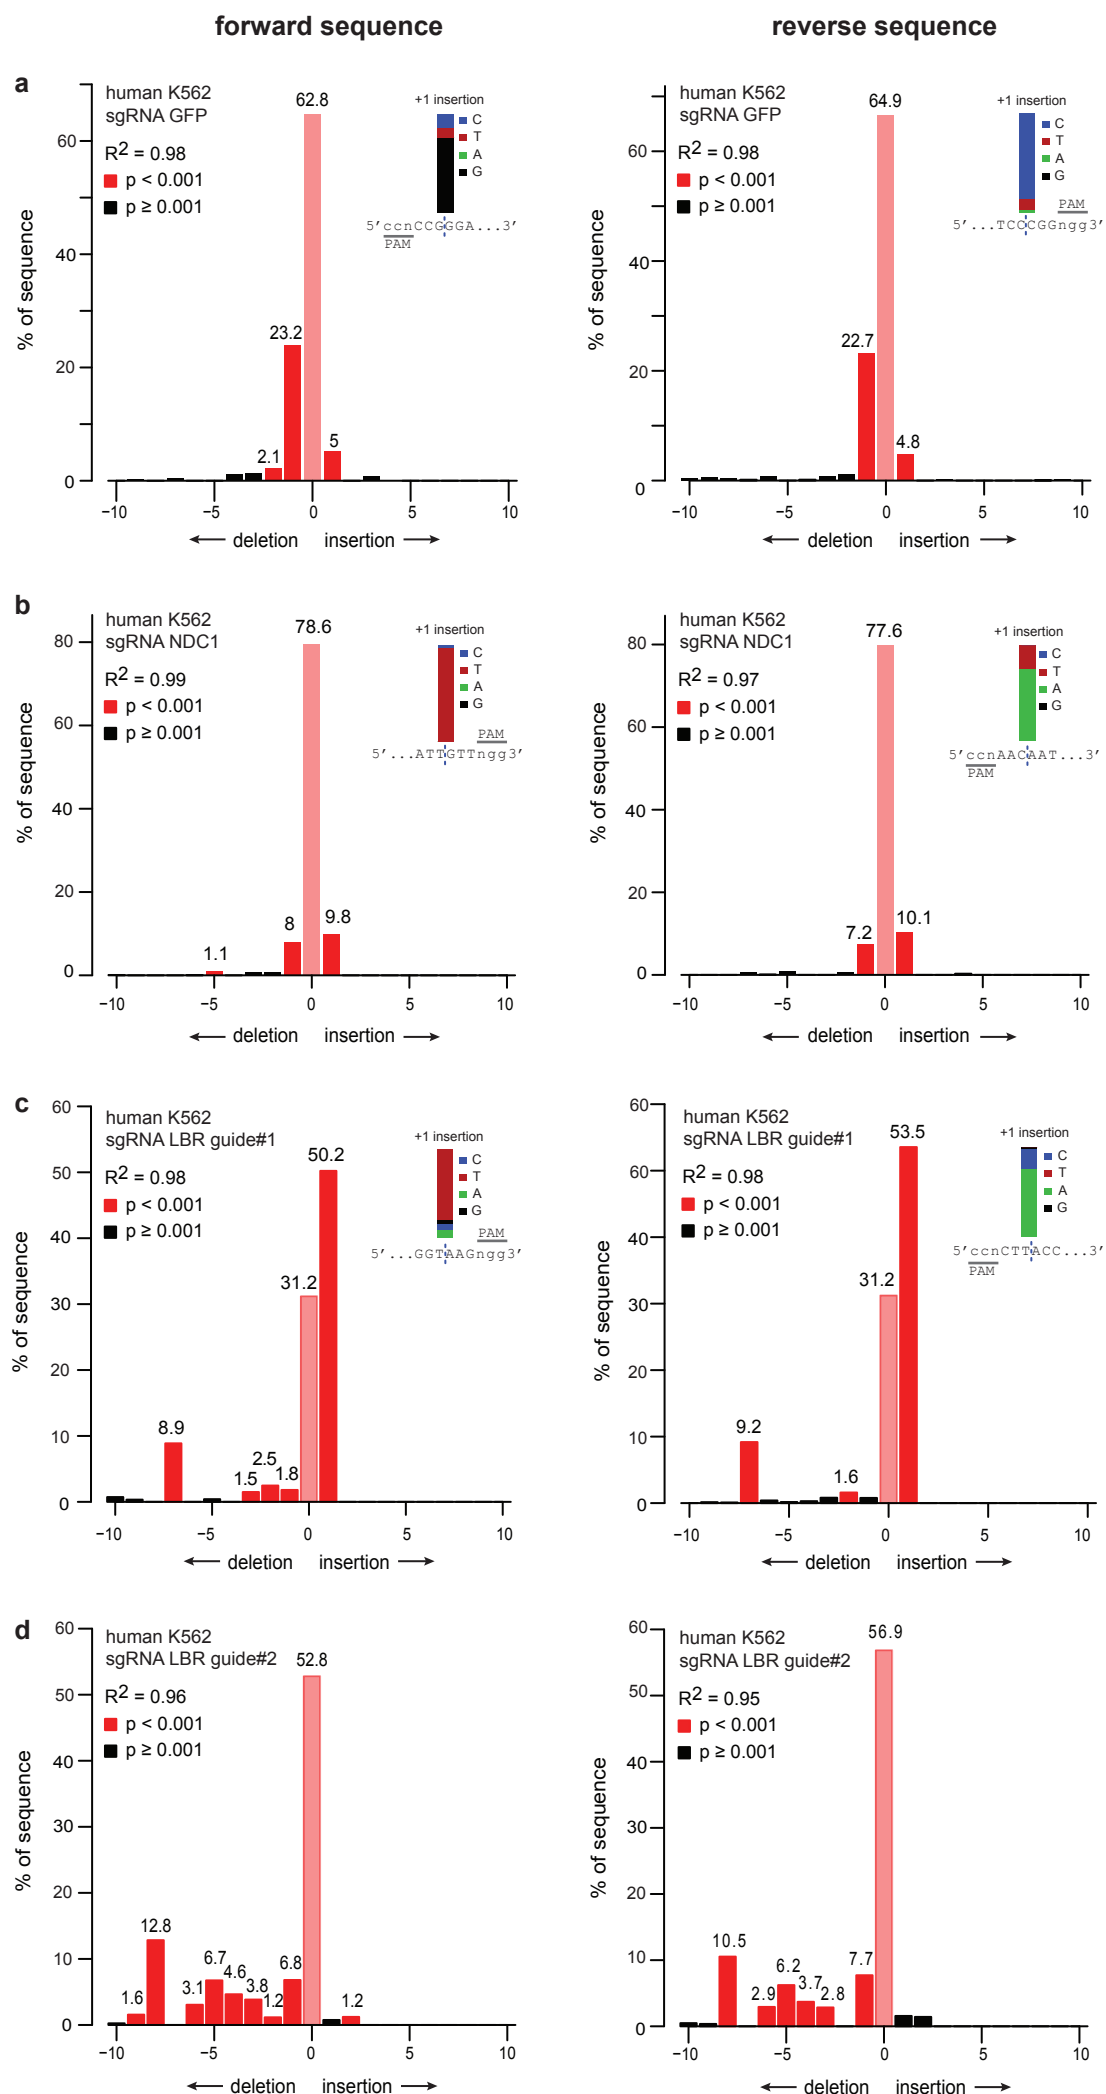 forward sequence
reverse sequence
a
human K562
sgRNA GFP
R2 = 0.98
p < 0.001
p ≥ 0.001
% of sequence
60
40
20
0
2.1
23.2
62.8
5
+1 insertion
C
T
A
G
5'ccnCCGGGA...3'
PAM
−10 −5 0 5 10
deletion insertion
human K562
sgRNA GFP
R2 = 0.98
p < 0.001
p ≥ 0.001
% of sequence
60
40
20
0
22.7
64.9
4.8
+1 insertion
C
T
A
G
PAM
5'...TCCCGGngg3'
−10 −5 0 5 10
deletion insertion
b
human K562
sgRNA NDC1
R2 = 0.99
p < 0.001
p ≥ 0.001
% of sequence
80
60
40
20
0
1.1
8
78.6
9.8
+1 insertion
C
T
A
G
PAM
5'...ATTGTTngg3'
−10 −5 0 5 10
deletion insertion
human K562
sgRNA NDC1
R2 = 0.97
p < 0.001
p ≥ 0.001
% of sequence
80
60
40
20
0
7.2
77.6
10.1
+1 insertion
C
T
A
G
5'ccnAACAAT...3'
PAM
−10 −5 0 5 10
deletion insertion
c
human K562
sgRNA LBR guide#1
R2 = 0.98
p < 0.001
p ≥ 0.001
% of sequence
60
50
40
30
20
10
0
8.9
1.5
2.5
1.8
31.2
50.2
+1 insertion
C
T
A
G
PAM
5'...GGTAAGngg3'
−10 −5 0 5 10
deletion insertion
human K562
sgRNA LBR guide#1
R2 = 0.98
p < 0.001
p ≥ 0.001
% of sequence
60
60
40
30
20
10
0
9.2
1.6
31.2
53.5
+1 insertion
C
T
A
G
5'ccnCTTACC...3'
PAM
−10 −5 0 5 10
deletion insertion
d
human K562
sgRNA LBR guide#2
R2 = 0.96
p < 0.001
p ≥ 0.001
% of sequence
60
50
40
30
20
10
0
1.6
12.8
3.1
6.7
4.6
3.8
1.2
6.8
52.8
1.2
−10 −5 0 5 10
deletion insertion
human K562
sgRNA LBR guide#2
R2 = 0.95
p < 0.001
p ≥ 0.001
% of sequence
60
50
40
30
20
10
0
10.5
2.9
6.2
3.7
2.8
7.7
56.9
−10 −5 0 5 10
deletion insertion